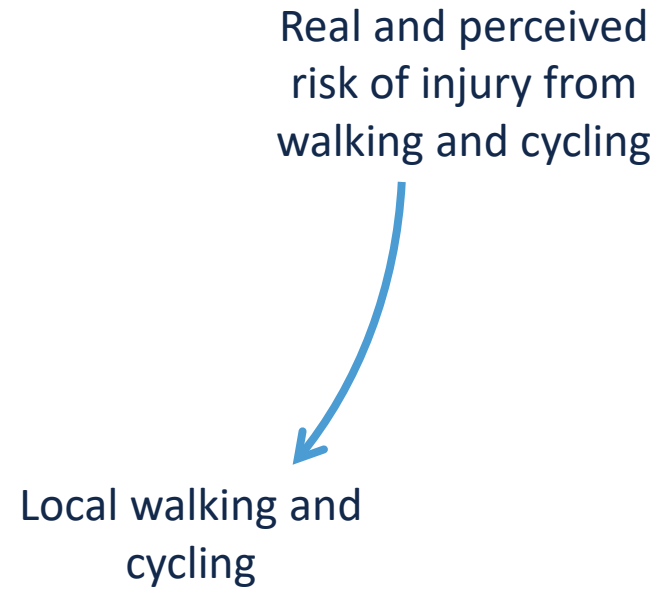 Real and perceived
risk of injury from
walking and cycling
Local walking and
cycling